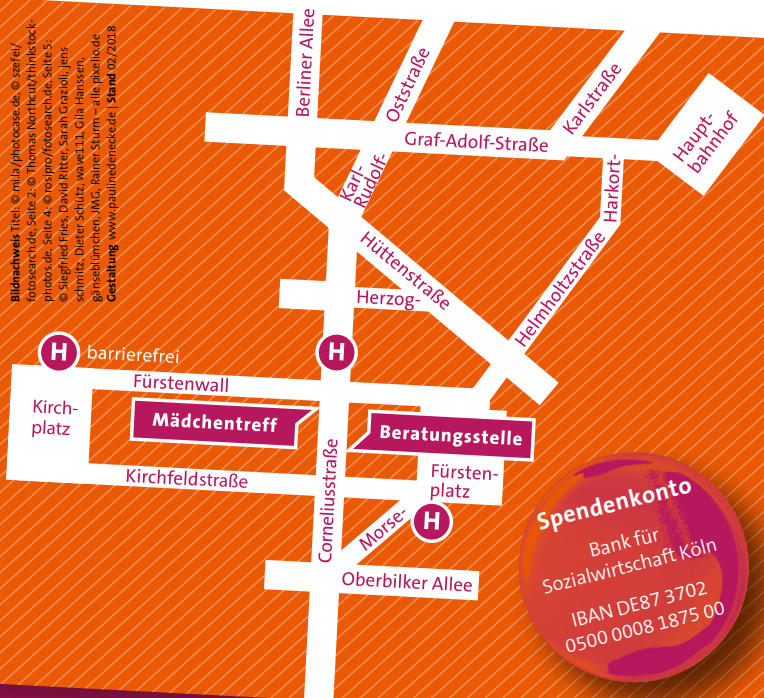 Bildnachweis Titel: © mi.la/photocase.de, © szefei/
fotosearch.de, Seite 2: © Thomas Northcut/thinkstock-
photos.de, Seite 4: © rosipro/fotosearch.de, Seite 5:
© Siegfried Fries, David Ritter, Sarah Grazioli, jens
schmitz, Dieter Schütz, wave111, Gila Hanssen,
gänseblümchen, JMG, Rainer Sturm – alle pixelio.de
Gestaltung www.paulinedenecke.de | Stand 02/2018
Berliner Allee
Oststraße
Karlstraße
Graf-Adolf-Straße
Haupt-
bahnhof
Karl-
Rudolf-
Harkort-
Hüttenstraße
Helmholtzstraße
Herzog-
H
barrierefrei
H
Fürstenwall
Kirch-
platz
Mädchentreff
Beratungsstelle
Kirchfeldstraße
Corneliusstraße
Fürsten-
platz
Morse-
H
Oberbilker Allee
Spendenkonto
Bank für
Sozialwirtschaft Köln
IBAN DE87 3702
0500 0008 1875 00